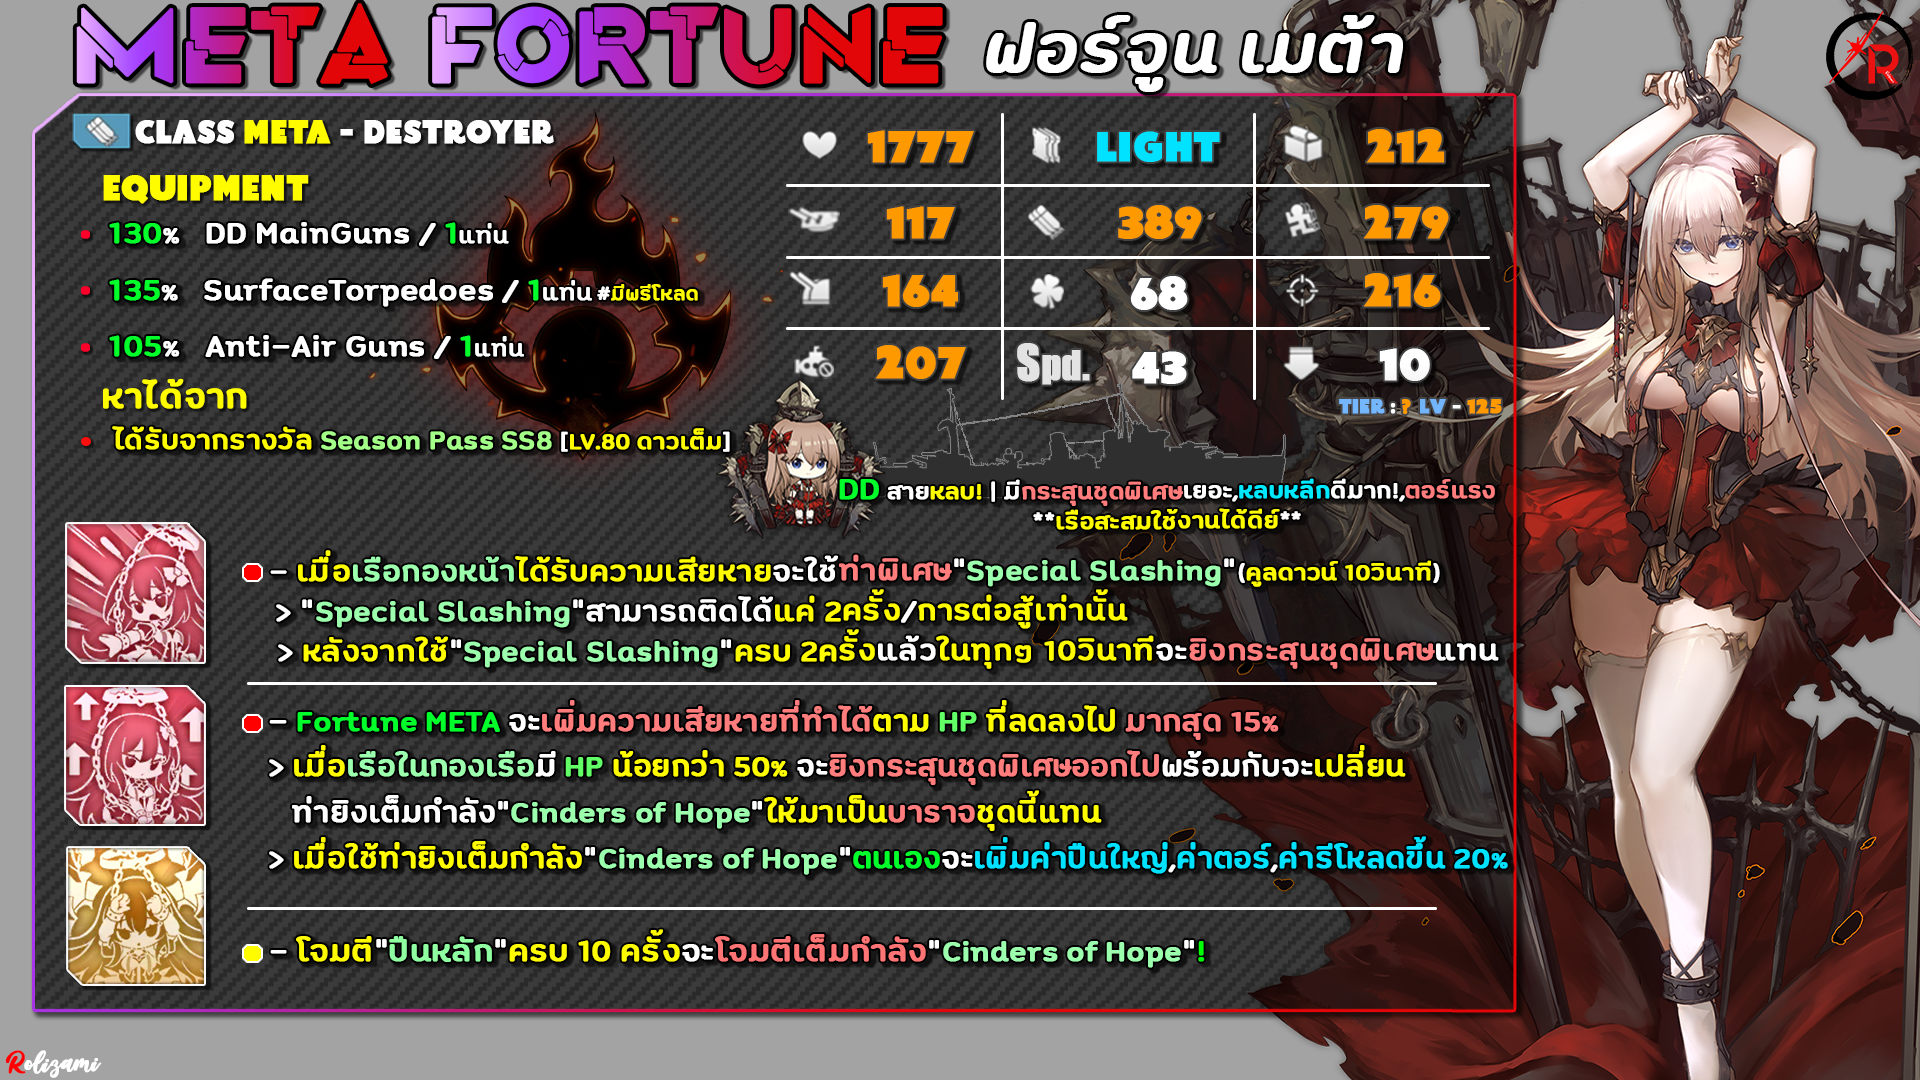 META FORTUNE ฟอร์จูน เมต้า
CLASS META - DESTROYER
EQUIPMENT
130% DD MainGuns / 1แท่น
135% SurfaceTorpedoes / 1แท่น #มีพรีโหลด
105% Anti-Air Guns / 1แท่น
หาได้จาก
ได้รับจากรางวัล Season Pass SS8 [LV.80 ดาวเต็ม]
1777 LIGHT 212
117 389 279
164 68 216
207 Spd. 43 10
TIER : ? LV - 125
DD สายหลบ! | มีกระสุนชุดพิเศษเยอะ,หลบหลีกดีมาก!,ตอร์แรง
**เรือสะสมใช้งานได้ดีย์**
- เมื่อเรือกองหน้าได้รับความเสียหายจะใช้ท่าพิเศษ"Special Slashing"(คูลดาวน์ 10วินาที)
> "Special Slashing"สามารถติดได้แค่ 2ครั้ง/การต่อสู้เท่านั้น
> หลังจากใช้"Special Slashing"ครบ 2ครั้งแล้วในทุกๆ 10วินาทีจะยิงกระสุนชุดพิเศษแทน
- Fortune META จะเพิ่มความเสียหายที่ทำได้ตาม HP ที่ลดลงไป มากสุด 15%
> เมื่อเรือในกองเรือมี HP น้อยกว่า 50% จะยิงกระสุนชุดพิเศษออกไปพร้อมกับจะเปลี่ยน
ท่ายิงเต็มกำลัง"Cinders of Hope"ให้มาเป็นบาราจชุดนี้แทน
> เมื่อใช้ท่ายิงเต็มกำลัง"Cinders of Hope"ตนเองจะเพิ่มค่าปืนใหญ่,ค่าตอร์,ค่ารีโหลดขึ้น 20%
- โจมตี"ปืนหลัก"ครบ 10 ครั้งจะโจมตีเต็มกำลัง"Cinders of Hope"!
Rolizami